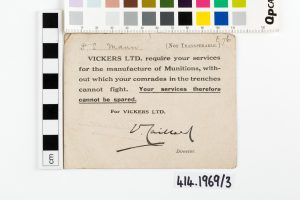 (Not Transferable.)
VICKERS LTD. require your services
for the manufacture of Munitions, with-
out which your comrades in the trenches
cannot fight. Your services therefore
cannot be spared.
For VICKERS LTD.
Director
414.1969/3